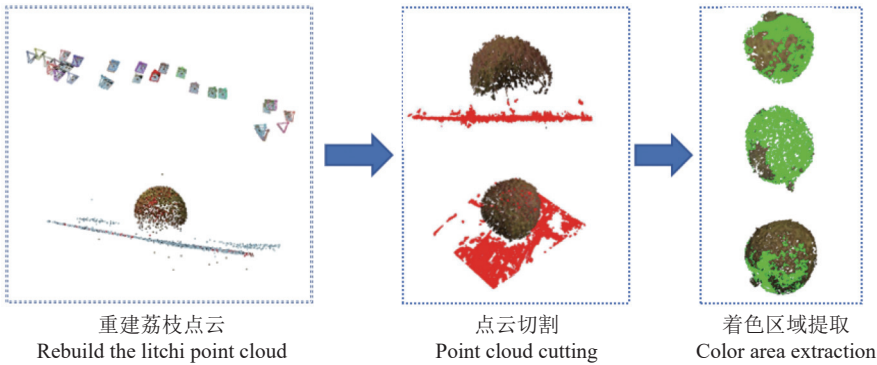 重建荔枝点云
Rebuild the litchi point cloud
点云切割
Point cloud cutting
着色区域提取
Color area extraction